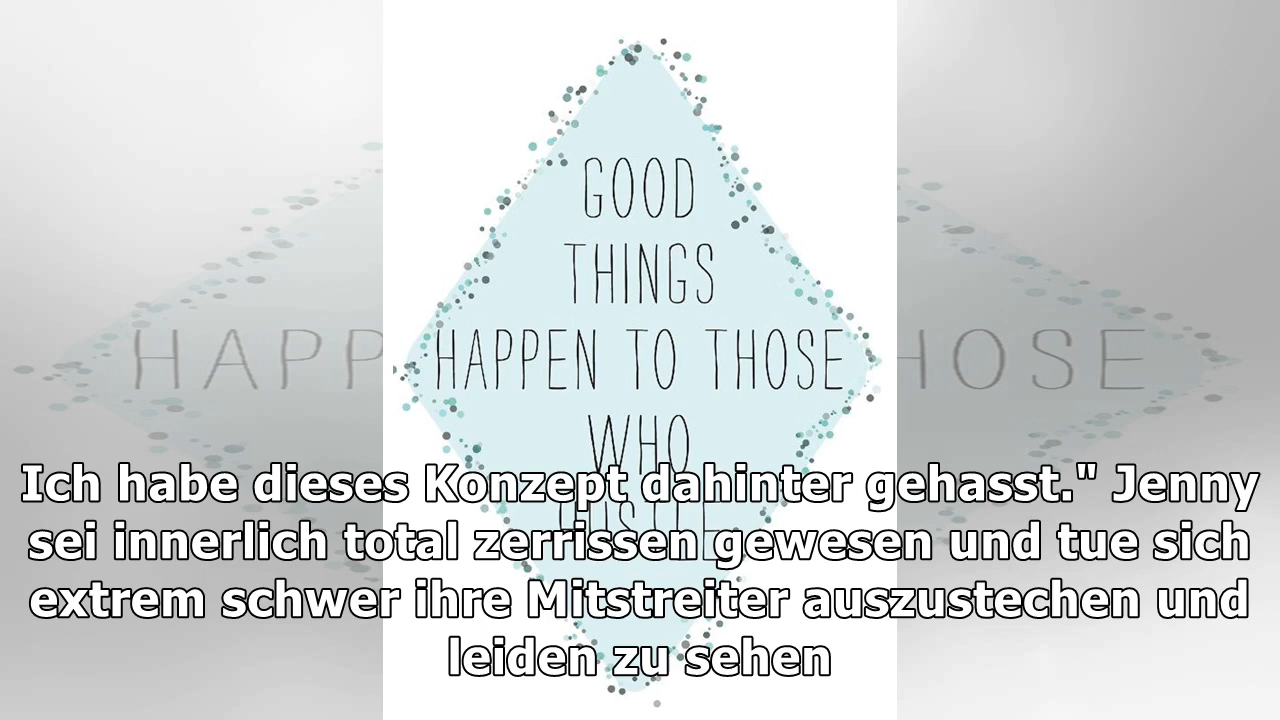 GOOD
THINGS
HAPPEN TO THOSE
WHO
HAPP
HOSE
Ich habe dieses Konzept dahinter gehasst." Jenny
sei innerlich total zerrissen gewesen und tue sich
extrem schwer ihre Mitstreiter auszustechen und
leiden zu sehen